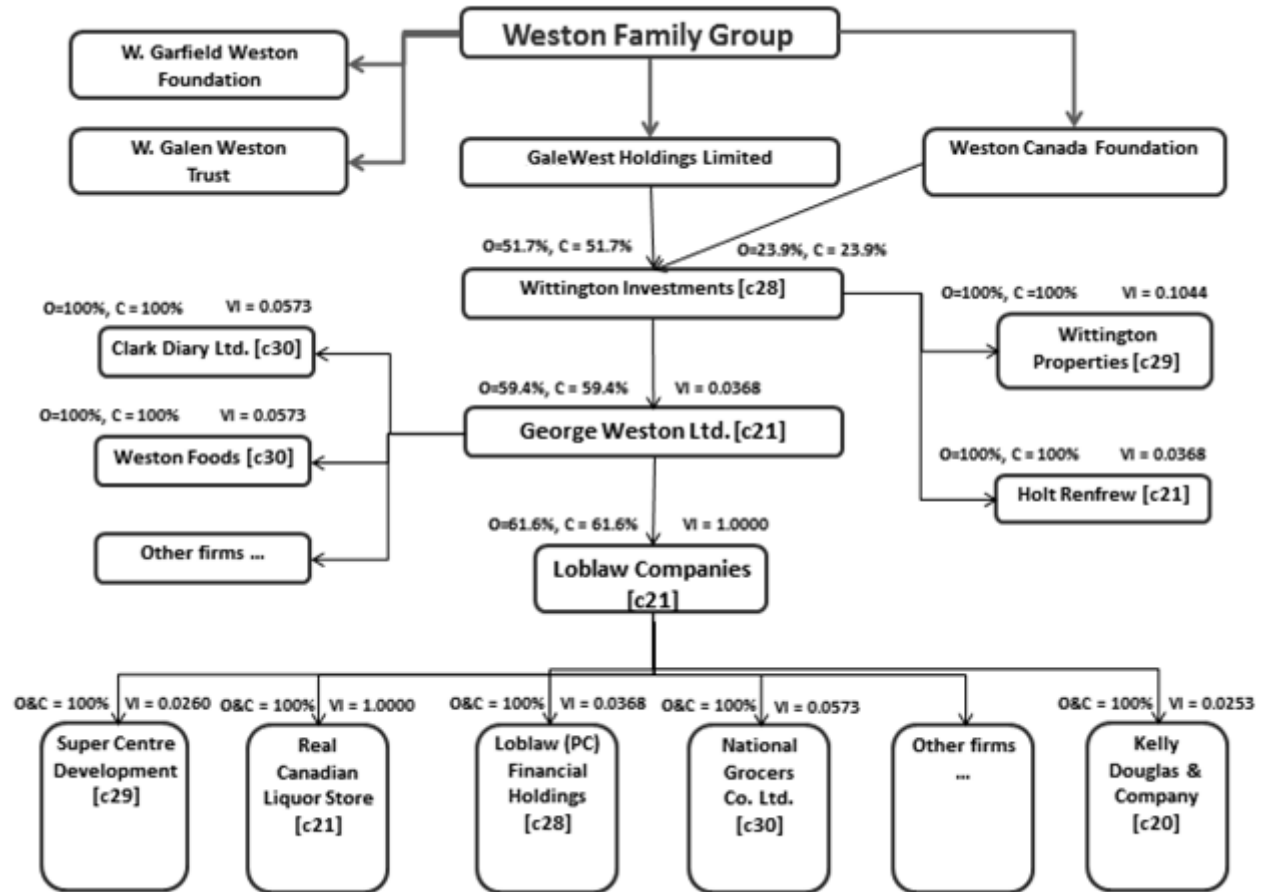 Weston Family Group
W. Garfield Weston
Foundation
W. Galen Weston
Trust
GaleWest Holdings Limited
Weston Canada Foundation
O=51.7%, C = 51.7%
O=23.9%, C = 23.9%
Wittington Investments [c28]
O=100%, C =100% VI = 0.1044
Wittington
Properties [c29]
O=100%, C = 100% VI = 0.0573
Clark Diary Ltd. [c30]
O=59.4%, C = 59.4% VI = 0.0368
George Weston Ltd. [c21]
O=100%, C = 100% VI = 0.0573
Weston Foods [c30]
O=100%, C = 100% VI = 0.0368
Holt Renfrew [c21]
Other firms ...
O=61.6%, C = 61.6% VI = 1.0000
Loblaw Companies
[c21]
O&C = 100% VI = 0.0260
Super Centre
Development
[c29]
O&C = 100% VI = 1.0000
Real
Canadian
Liquor Store
[c21]
O&C = 100% VI = 0.0368
Loblaw (PC)
Financial
Holdings
[c28]
O&C = 100% VI = 0.0573
National
Grocers
Co. Ltd.
[c30]
Other firms
...
O&C = 100% VI = 0.0253
Kelly
Douglas &
Company
[c20]